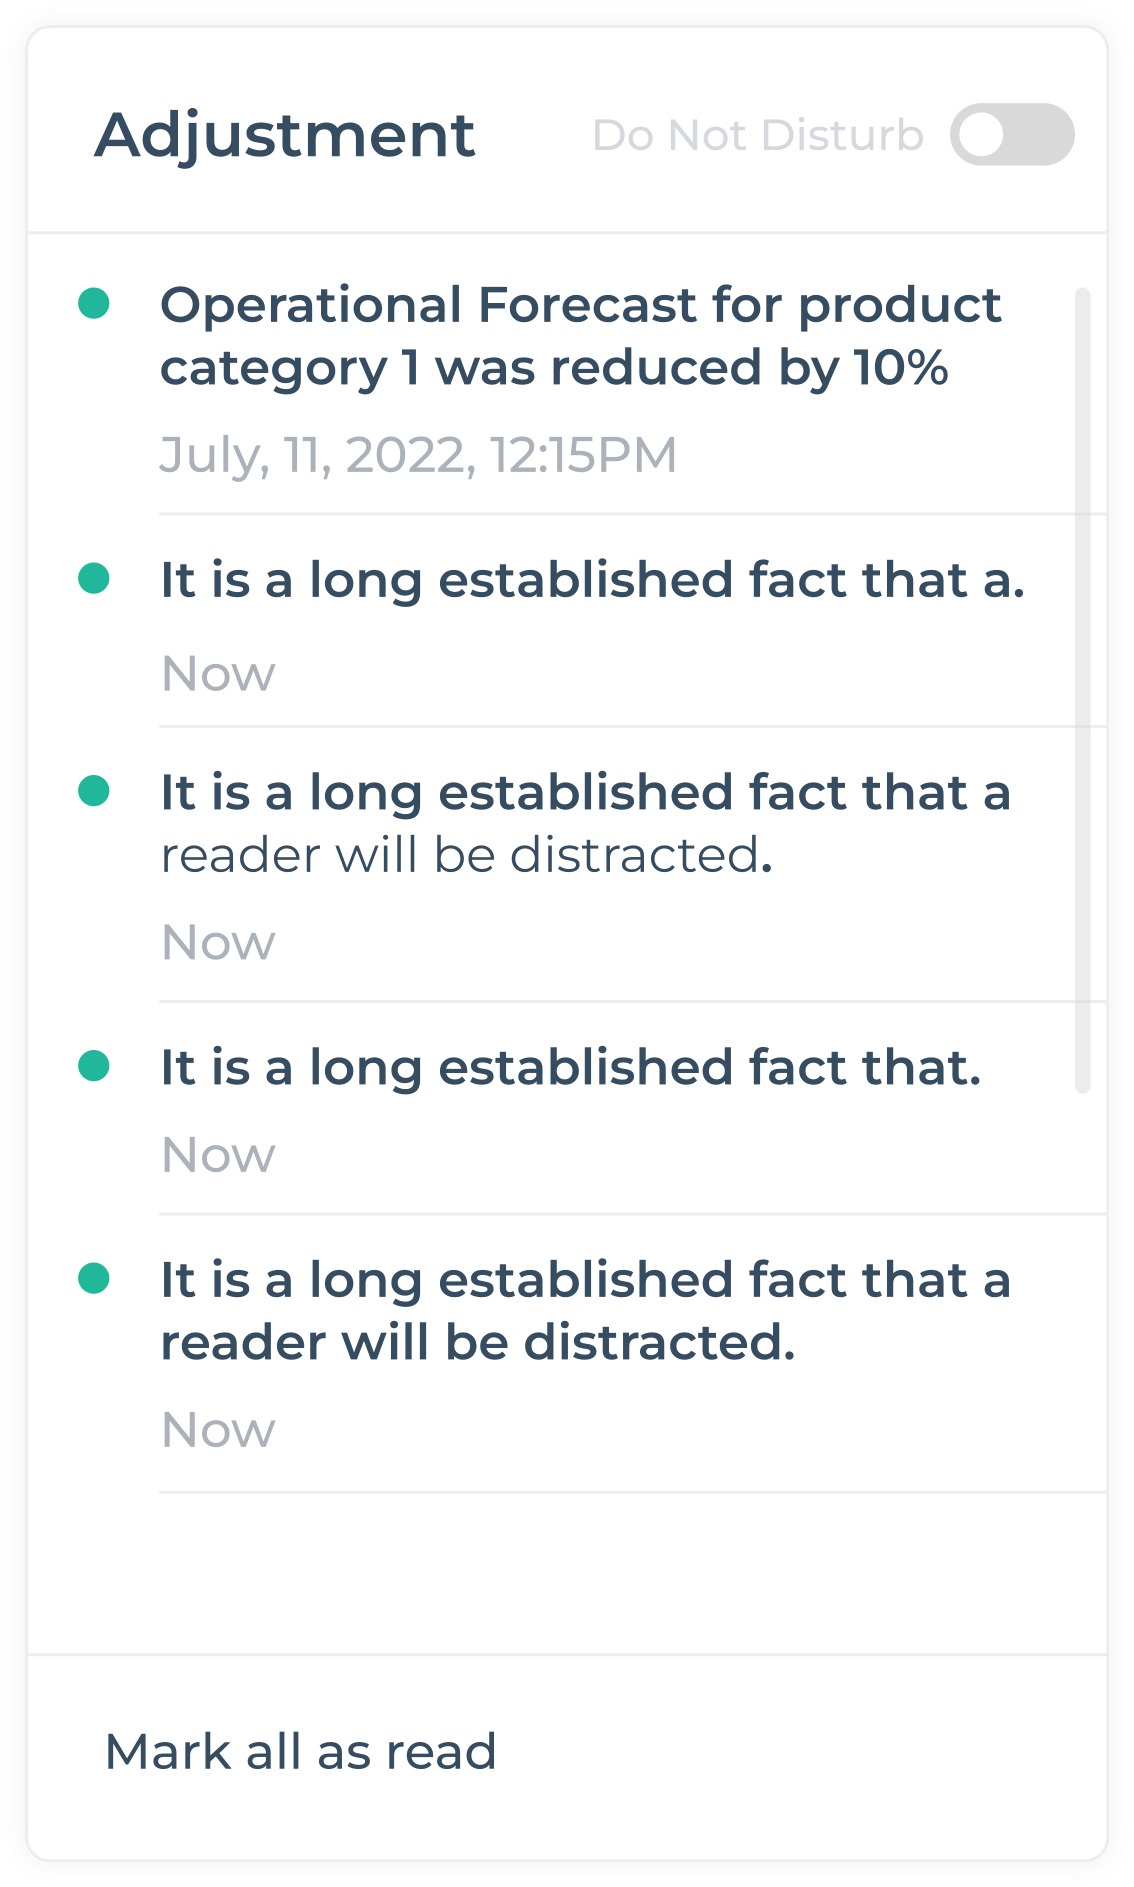 Adjustment
Do Not Disturb
Operational Forecast for product
category 1 was reduced by 10%
July, 11, 2022, 12:15PM
It is a long established fact that a.
Now
It is a long established fact that a
reader will be distracted.
Now
It is a long established fact that.
Now
It is a long established fact that a
reader will be distracted.
Now
Mark all as read